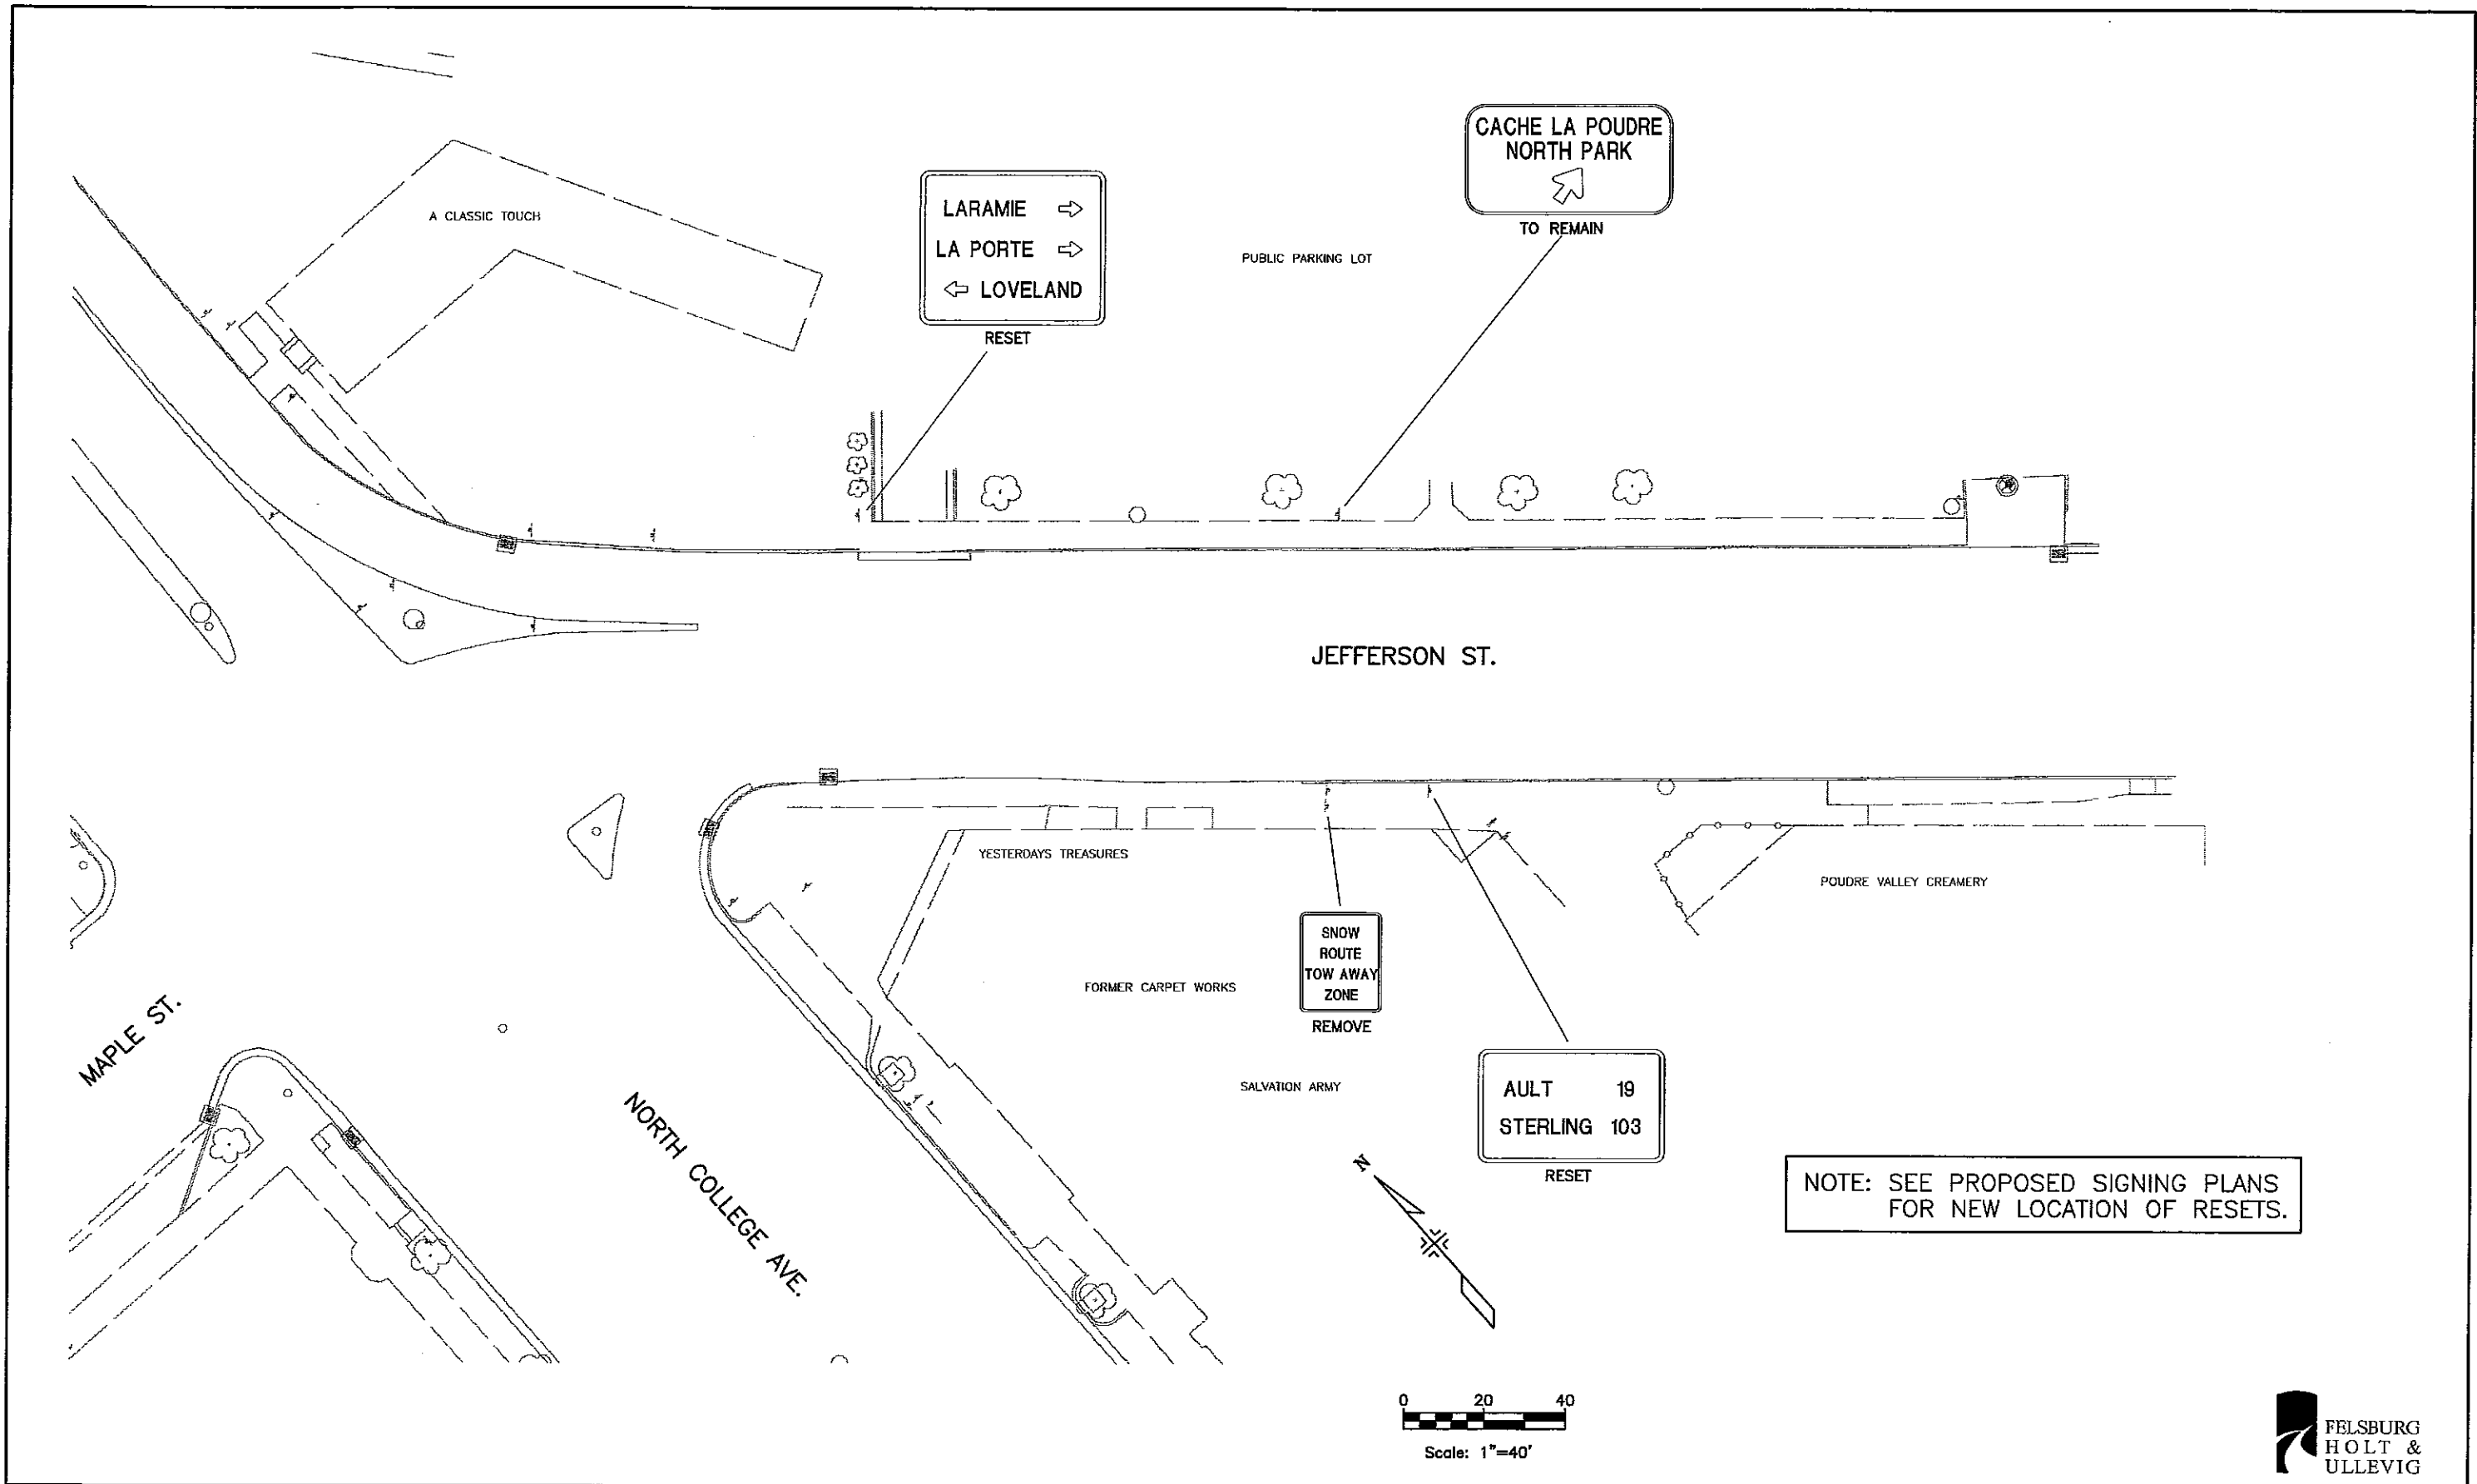 CACHE LA POUDRE
NORTH PARK
TO REMAIN
LARAMIE
LA PORTE
LOVELAND
RESET
A CLASSIC TOUCH
PUBLIC PARKING LOT
JEFFERSON ST.
YESTERDAYS TREASURES
POUDRE VALLEY CREAMERY
SNOW
ROUTE
TOW AWAY
ZONE
REMOVE
FORMER CARPET WORKS
MAPLE ST.
NORTH COLLEGE AVE.
SALVATION ARMY
AULT 19
STERLING 103
RESET
N
NOTE: SEE PROPOSED SIGNING PLANS
FOR NEW LOCATION OF RESETS.
0 20 40
Scale: 1"=40'
FELSBURG
HOLT &
ULLEVIG